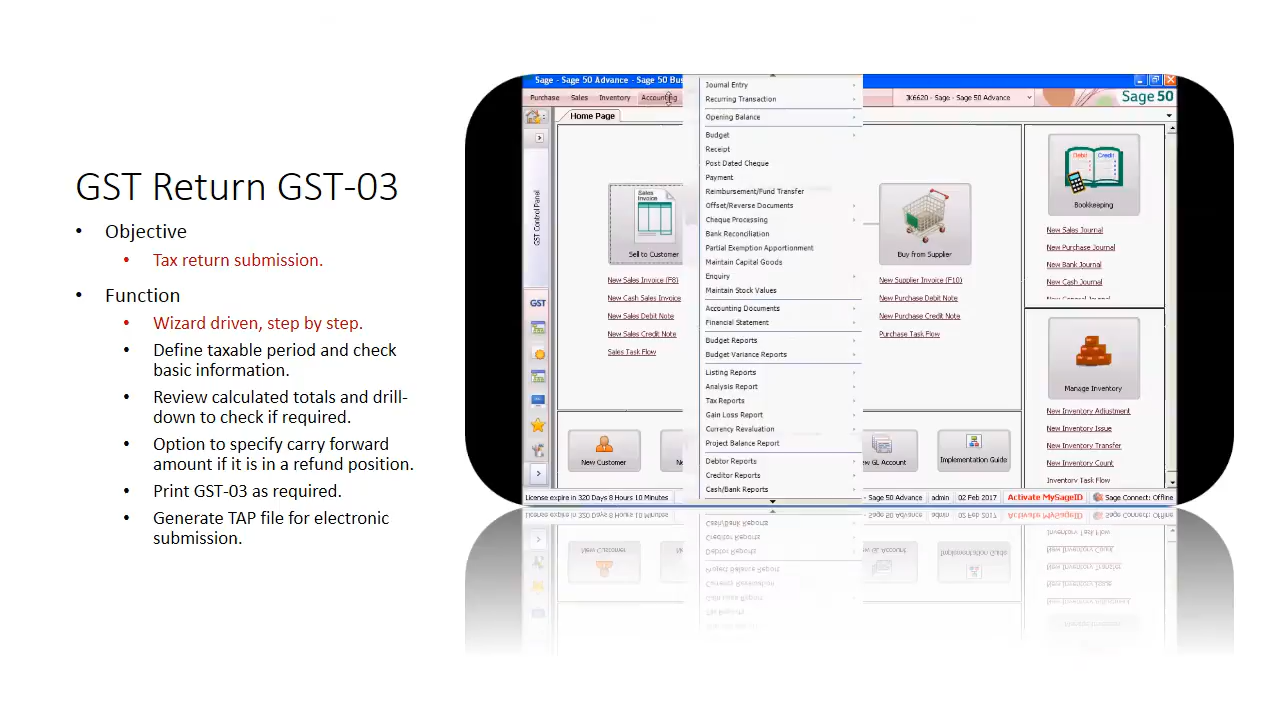 GST Return GST-03
• Objective
• Tax return submission.
• Function
• Wizard driven, step by step.
• Define taxable period and check
basic information.
• Review calculated totals and drill-
down to check if required.
• Option to specify carry forward
amount if it is in a refund position.
• Print GST-03 as required.
• Generate TAP file for electronic
submission.
Sage - Sage 50 Advance - Sage 50 Bus
Purchase Sales Inventory Accounting
JK6620 - Sage - Sage 50 Advance
Sage 50
Home Page
GST Control Panel
GST
Sales
Invoice
Sell to Customer
New Sales Invoice (F8)
New Cash Sales Invoice
New Sales Debit Note
New Sales Credit Note
Sales Task Flow
Journal Entry
Recurring Transaction
Opening Balance
Budget
Receipt
Post Dated Cheque
Payment
Reimbursement/Fund Transfer
Offset/Reverse Documents
Cheque Processing
Bank Reconciliation
Partial Exemption Apportionment
Maintain Capital Goods
Enquiry
Maintain Stock Values
Accounting Documents
Financial Statement
Budget Reports
Budget Variance Reports
Listing Reports
Analysis Report
Tax Reports
Gain Loss Report
Currency Revaluation
Project Balance Report
Debtor Reports
Creditor Reports
Cash/Bank Reports
Buy from Supplier
New Supplier Invoice (F10)
New Purchase Debit Note
New Purchase Credit Note
Purchase Task Flow
Debit Credit
Bookkeeping
New Sales Journal
New Purchase Journal
New Bank Journal
New Cash Journal
New General Journal
Manage Inventory
New Inventory Adjustment
New Inventory Issue
New Inventory Transfer
New Inventory Count
Inventory Task Flow
New Customer
Ne
w GL Account
Implementation Guide
License expire in 320 Days 8 Hours 10 Minutes
- Sage 50 Advance admin 02 Feb 2017 Activate MySageID Sage Connect: Offline